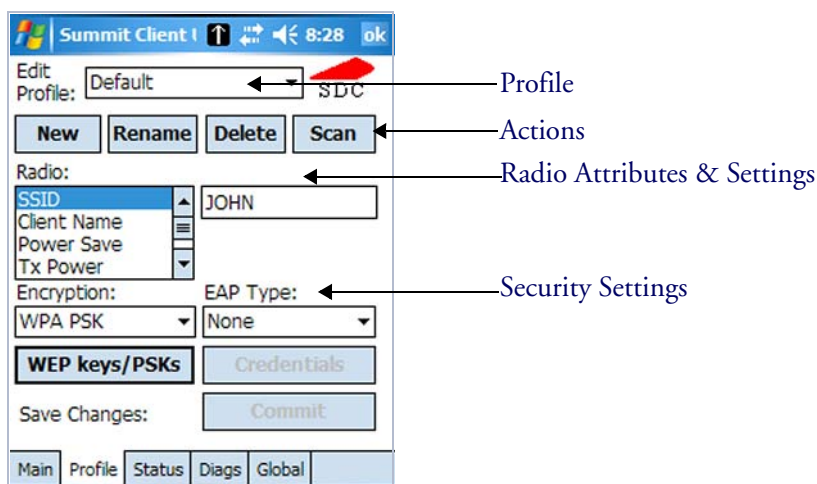 Summit Client U 8:28 ok
Edit
Profile: Default
SDC
Profile
New Rename Delete Scan
Actions
Radio:
Radio Attributes & Settings
SSID
JOHN
Client Name
Power Save
Tx Power
Encryption: EAP Type:
Security Settings
WPA PSK None
WEP keys/PSKs Credentials
Save Changes: Commit
Main Profile Status Diags Global